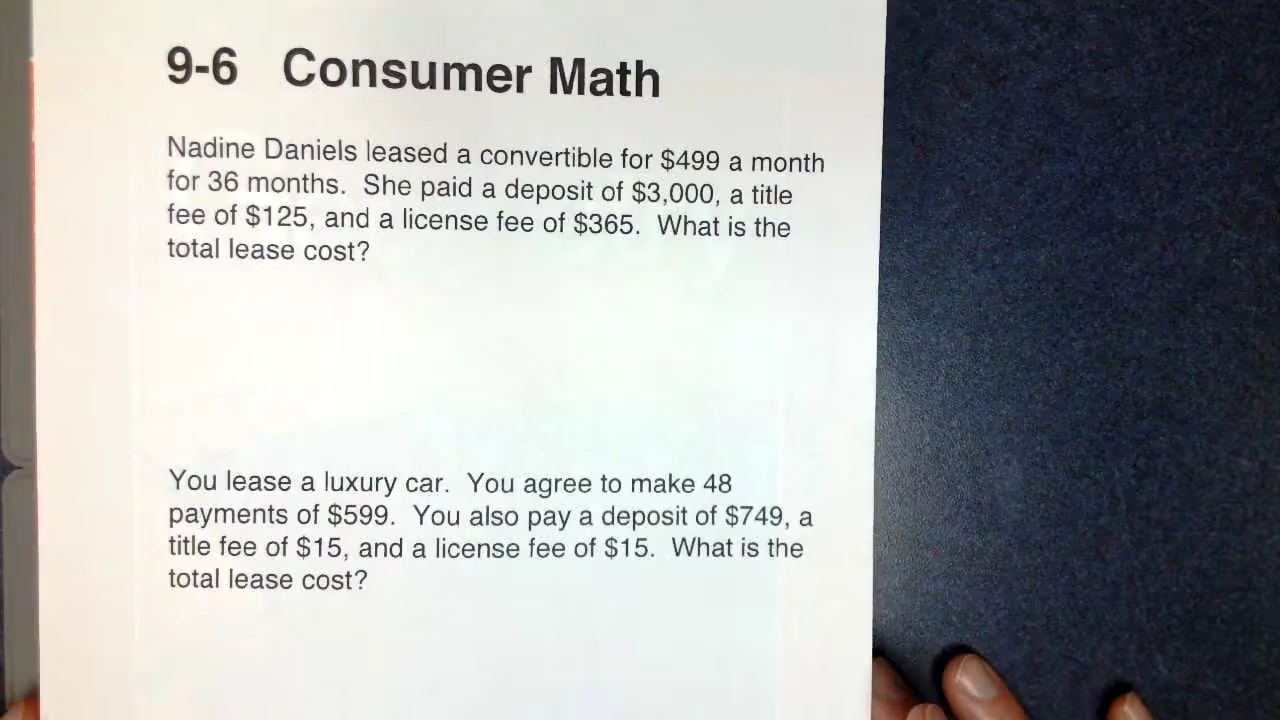 9-6 Consumer Math
Nadine Daniels leased a convertible for $499 a month
for 36 months. She paid a deposit of $3,000, a title
fee of $125, and a license fee of $365. What is the
total lease cost?
You lease a luxury car. You agree to make 48
payments of $599. You also pay a deposit of $749, a
title fee of $15, and a license fee of $15. What is the
total lease cost?